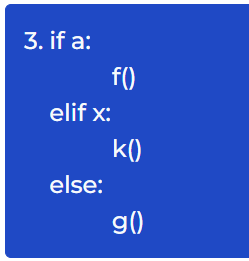 3. if a:
f()
elif x:
k()
else:
g()